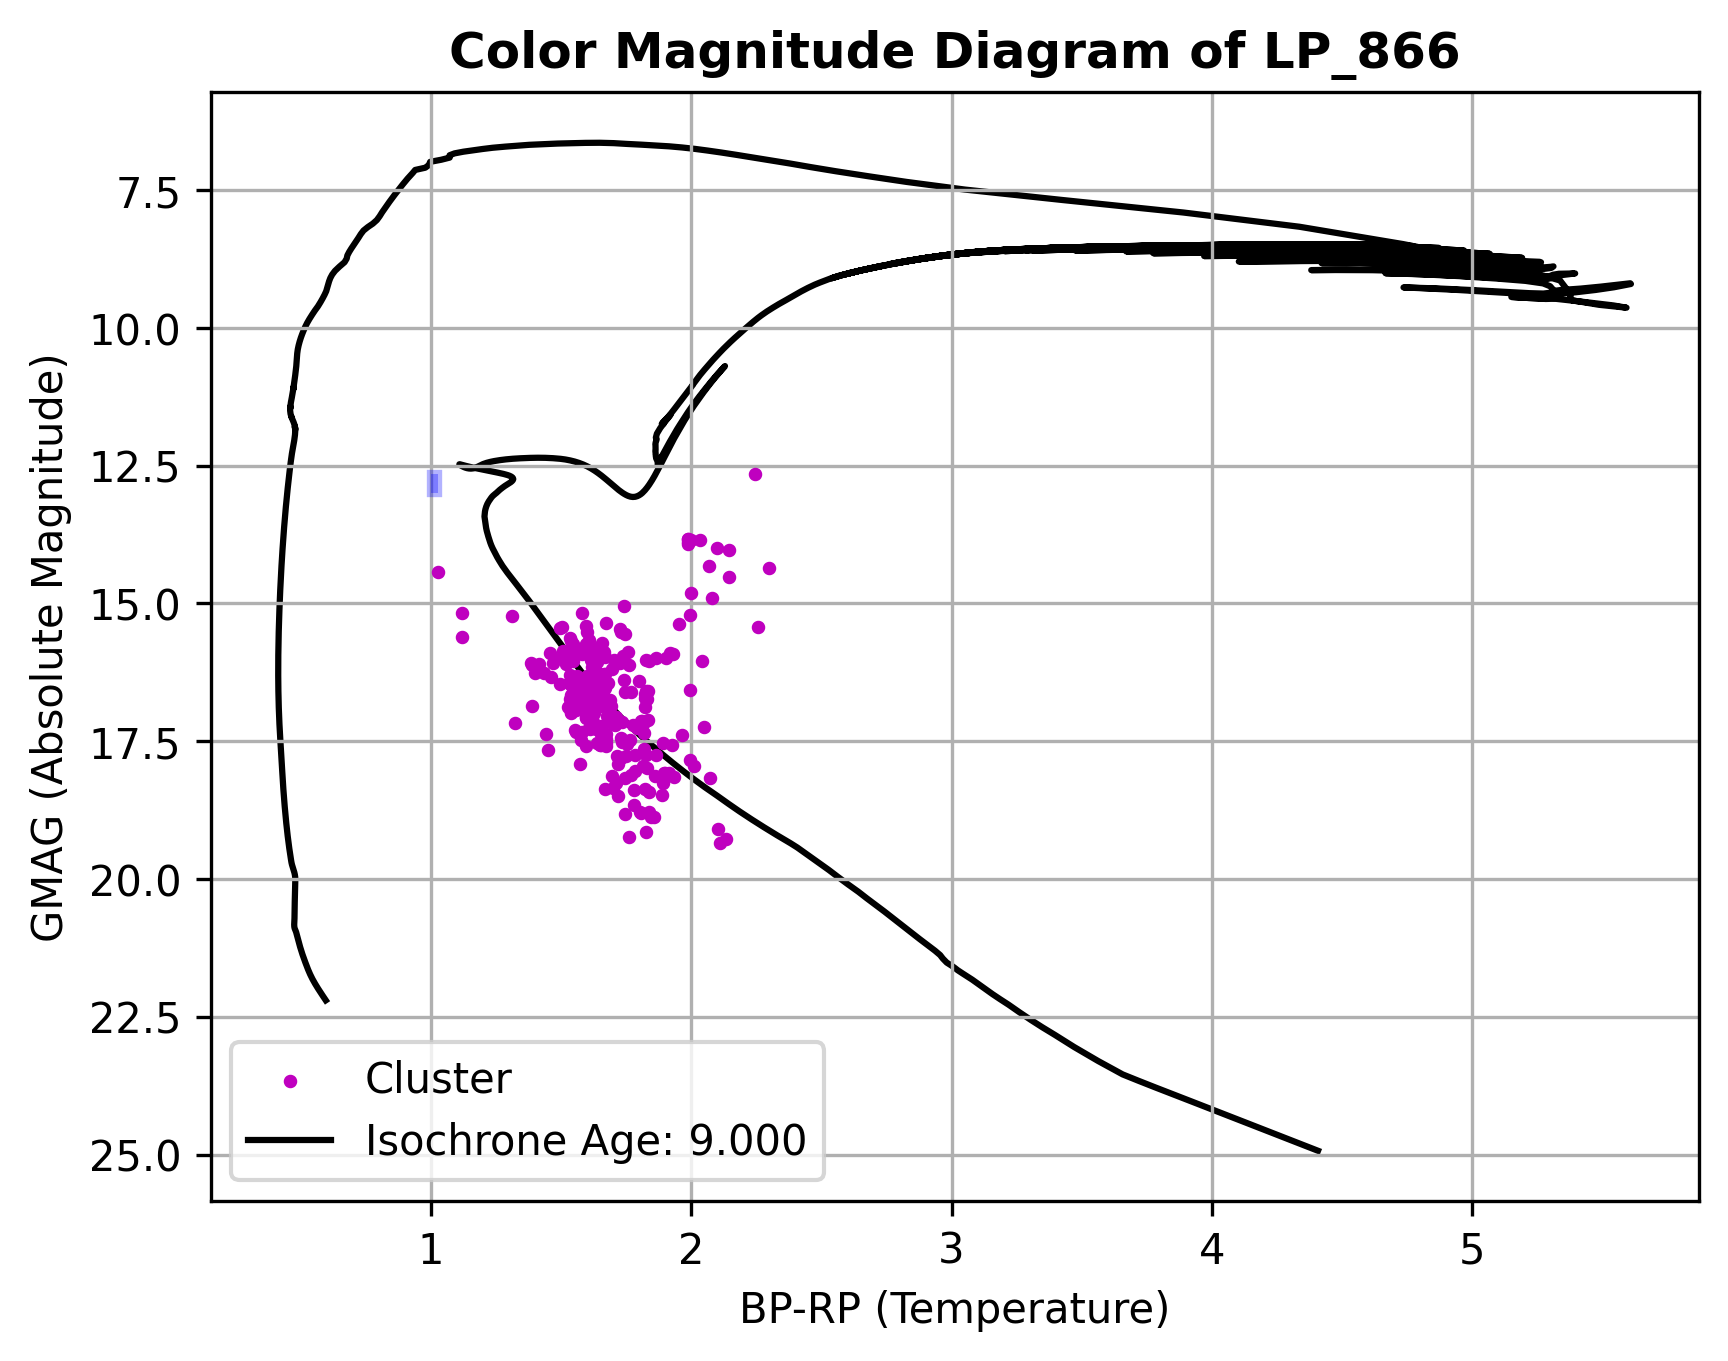 Color Magnitude Diagram of LP_866
GMAG (Absolute Magnitude)
7.5
10.0
12.5
15.0
17.5
20.0
22.5
25.0
Cluster
Isochrone Age: 9.000
1 2 3 4 5
BP-RP (Temperature)